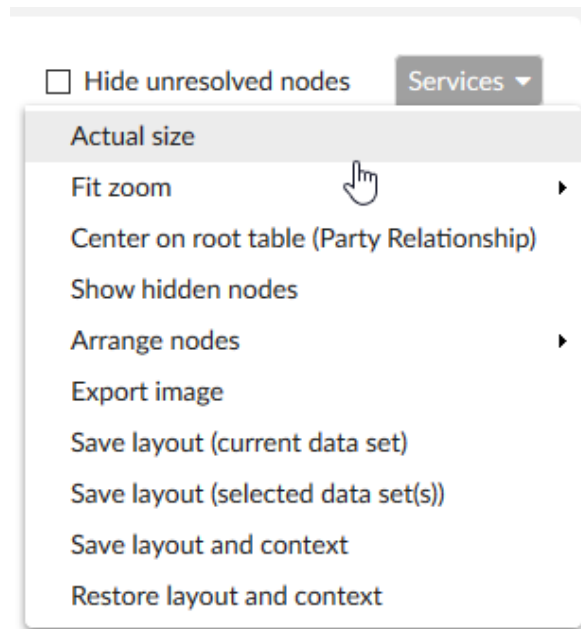 Hide unresolved nodes Services
Actual size
Fit zoom
Center on root table (Party Relationship)
Show hidden nodes
Arrange nodes
Export image
Save layout (current data set)
Save layout (selected data set(s))
Save layout and context
Restore layout and context